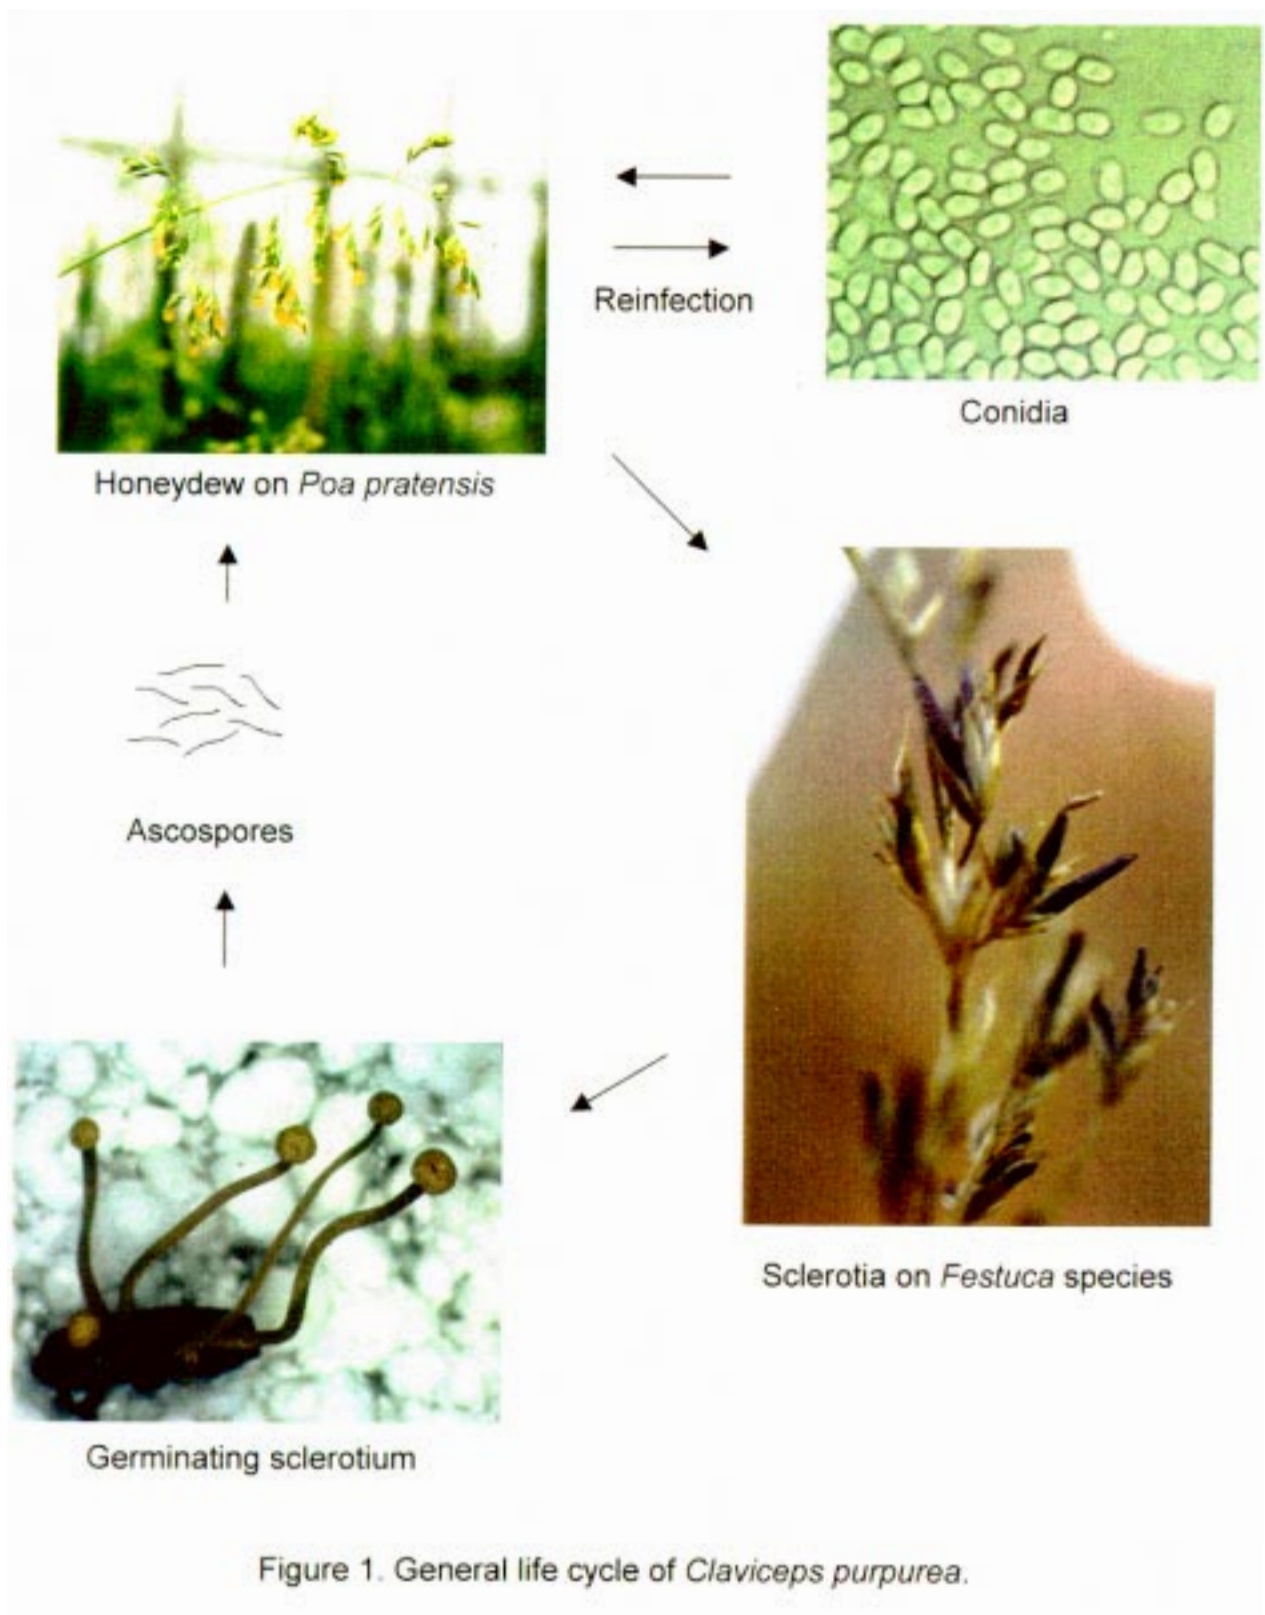 Reinfection
Conidia
Honeydew on Poa pratensis
Ascospores
Sclerotia on Festuca species
Germinating sclerotium
Figure 1. General life cycle of Claviceps purpurea.